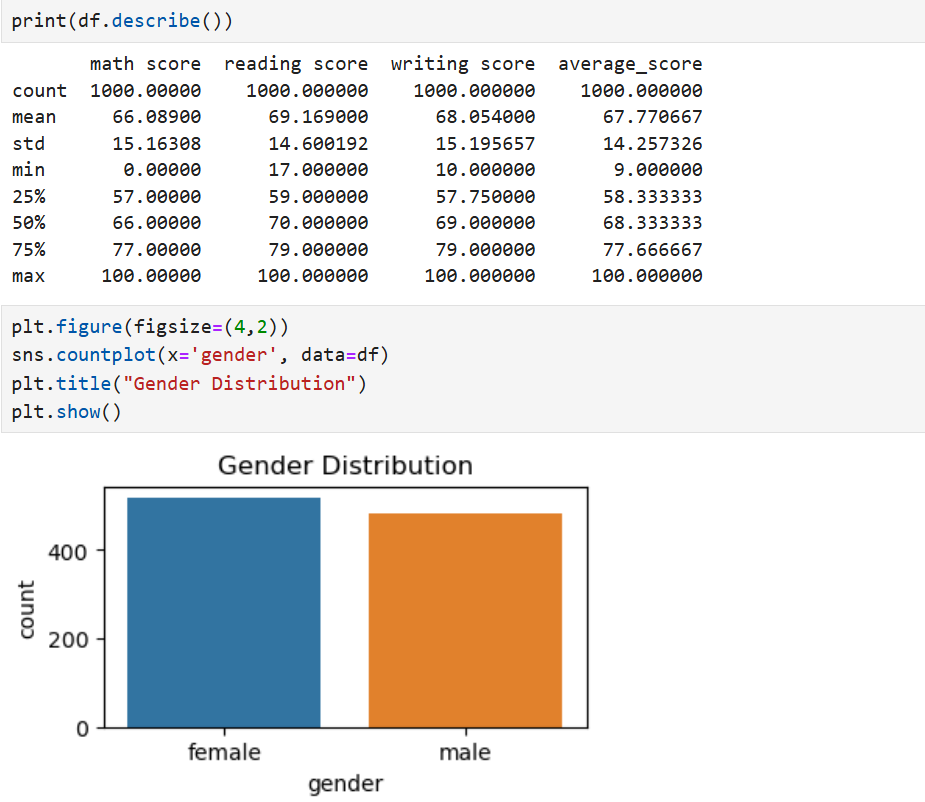 print(df.describe())
math score reading score writing score average_score
count 1000.00000 1000.000000 1000.000000 1000.000000
mean 66.08900 69.169000 68.054000 67.770667
std 15.16308 14.600192 15.195657 14.257326
min 0.00000 17.000000 10.000000 9.000000
25% 57.00000 59.000000 57.750000 58.333333
50% 66.00000 70.000000 69.000000 68.333333
75% 77.00000 79.000000 79.000000 77.666667
max 100.00000 100.000000 100.000000 100.000000
plt.figure(figsize=(4,2))
sns.countplot(x='gender', data=df)
plt.title("Gender Distribution")
plt.show()
Gender Distribution
400
count
200
0
female male
gender